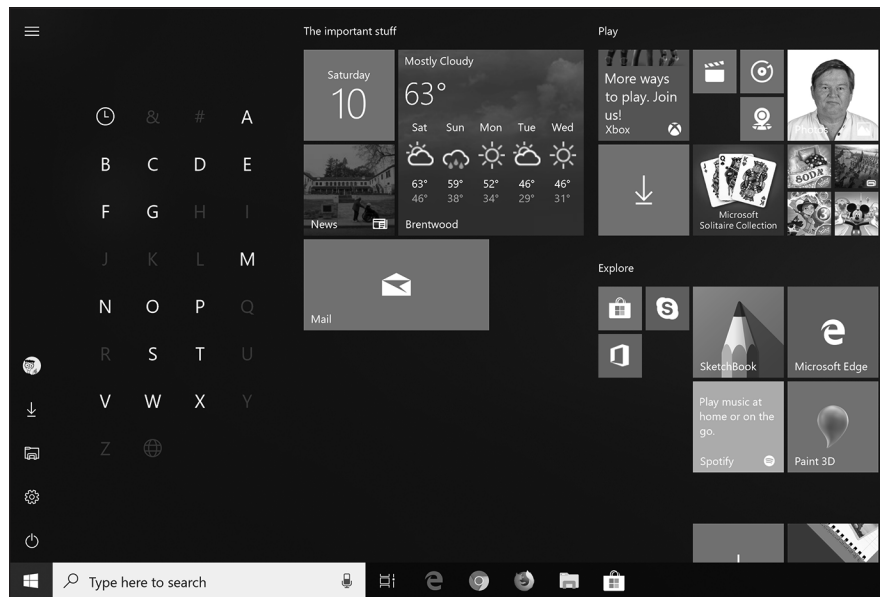 The important stuff
Play
Saturday
10
Mostly Cloudy
63°
Sat Sun Mon Tue Wed
63° 59° 52° 46° 46°
46° 38° 34° 29° 31°
Brentwood
News
Mail
More ways
to play. Join
us!
Xbox
Photos
Microsoft
Solitaire Collection
SODA
3
Explore
SketchBook
Microsoft Edge
Play music at
home or on the
go.
Spotify
Paint 3D
& # A
B C D E
F G H I
J K L M
N O P Q
R S T U
V W X Y
Z
Type here to search